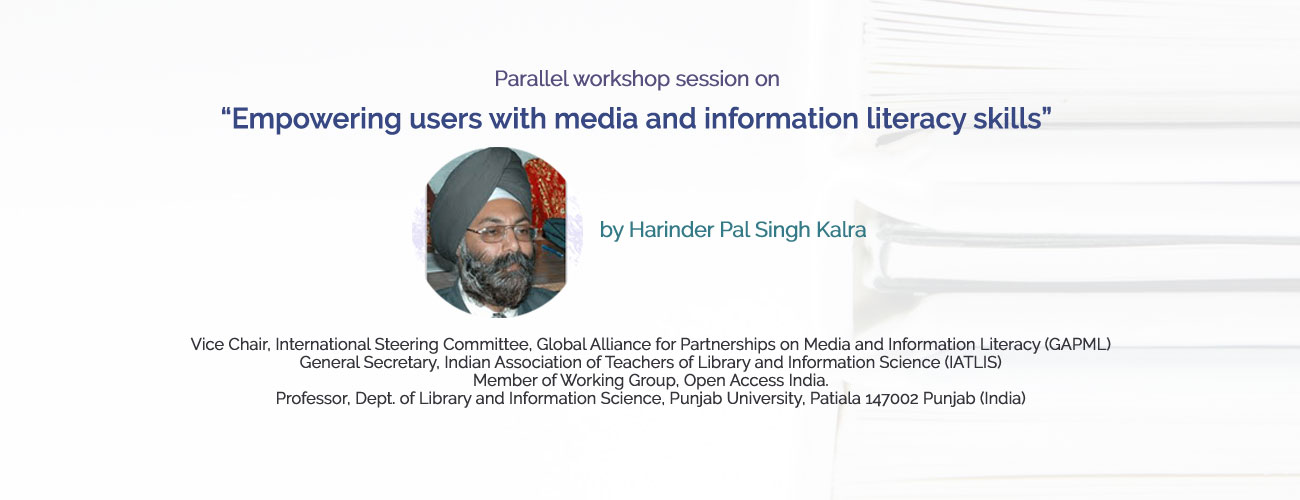 Parallel workshop session on
“Empowering users with media and information literacy skills”
by Harinder Pal Singh Kalra
Vice Chair, International Steering Committee, Global Alliance for Partnerships on Media and Information Literacy (GAPML)
General Secretary, Indian Association of Teachers of Library and Information Science (IATLIS)
Member of Working Group, Open Access India.
Professor, Dept. of Library and Information Science, Punjab University, Patiala 147002 Punjab (India)